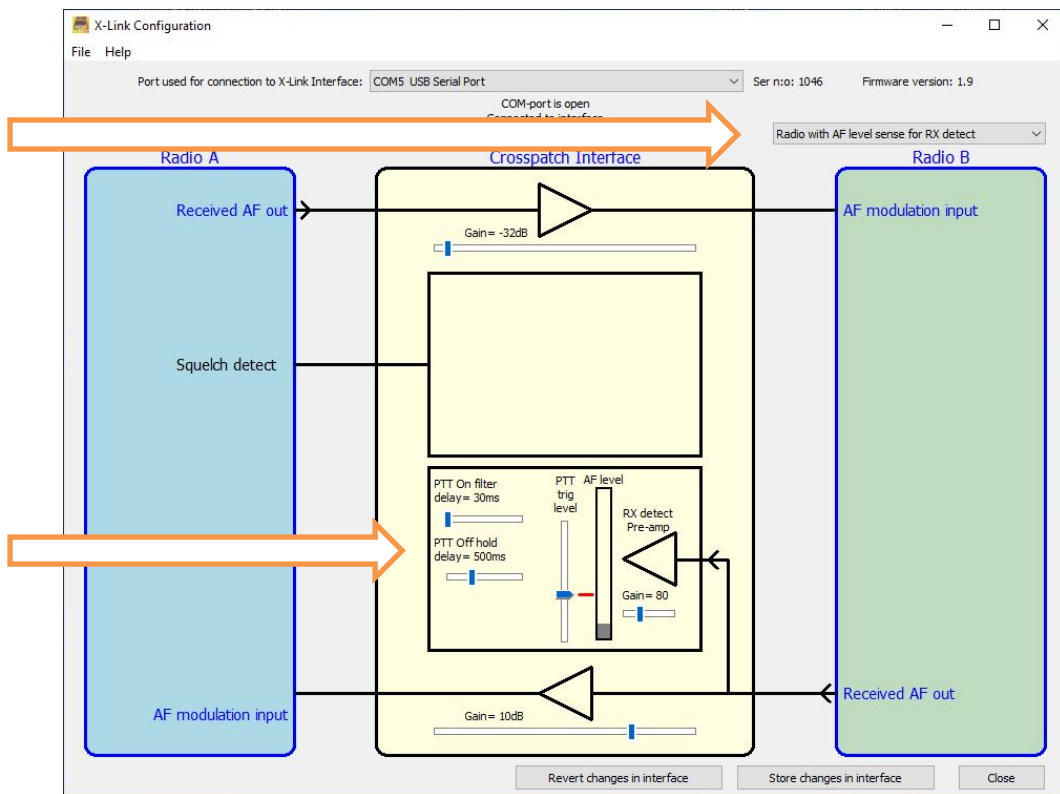 X-Link Configuration
File Help
Port used for connection to X-Link Interface: COM5 USB Serial Port Ser n:o: 1046 Firmware version: 1.9
COM-port is open
Connected to interface
Radio with AF level sense for RX detect
Radio A Crosspatch Interface Radio B
Received AF out AF modulation input
Gain= -32dB
Squelch detect
PTT On filter
delay= 30ms
PTT Off hold
delay= 500ms
PTT
trig
level
AF level
RX detect
Pre-amp
Gain= 80
Received AF out
AF modulation input
Gain= 10dB
Revert changes in interface Store changes in interface Close